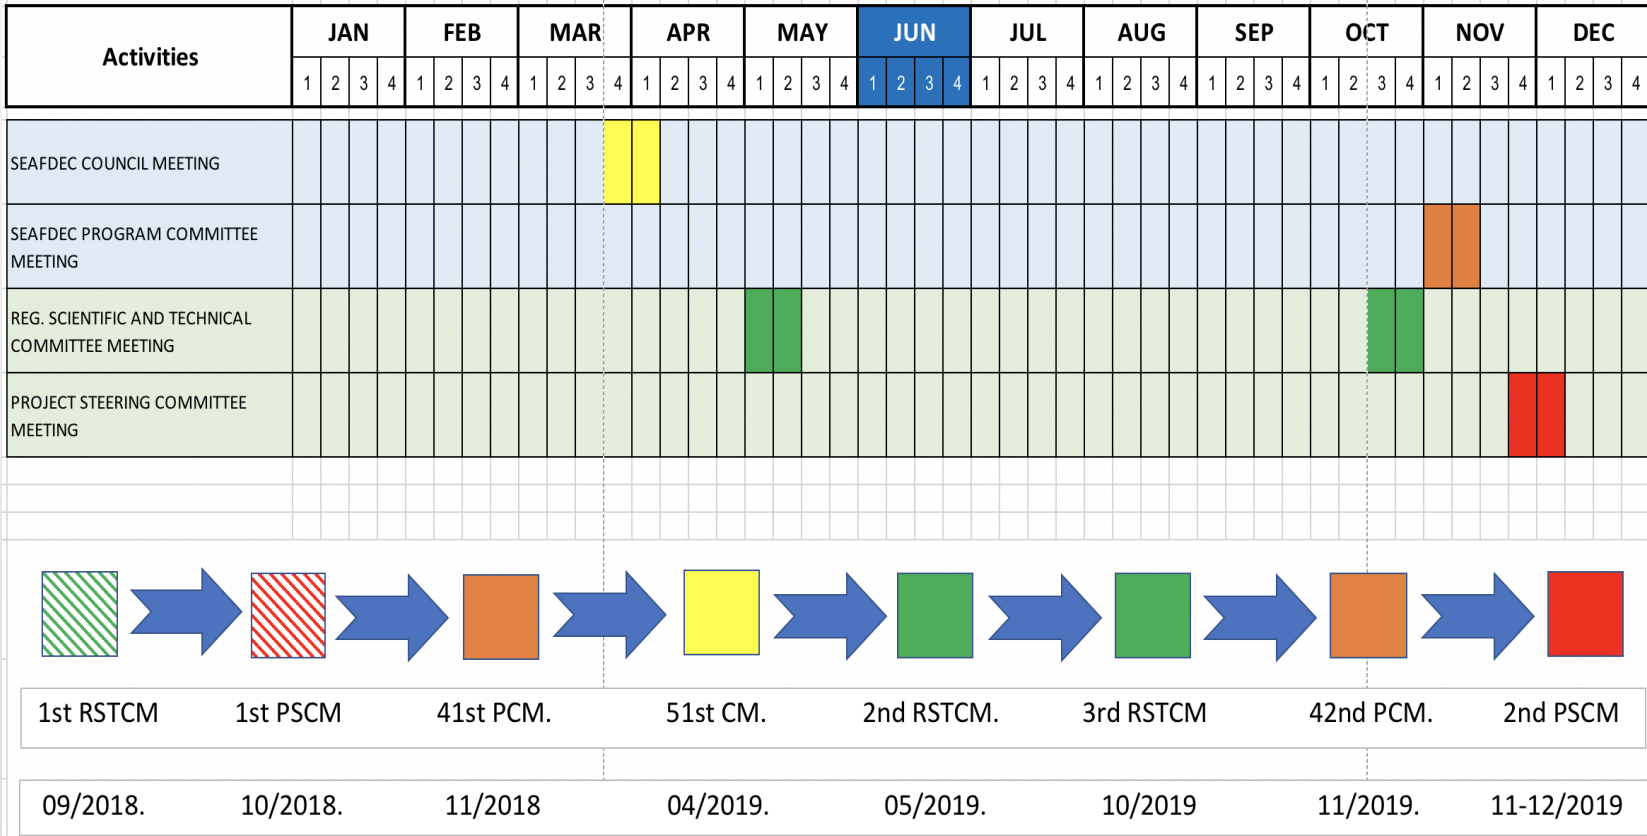 Activities
JAN FEB MAR APR MAY JUN JUL AUG SEP OCT NOV DEC
1 2 3 4 1 2 3 4 1 2 3 4 1 2 3 4 1 2 3 4 1 2 3 4 1 2 3 4 1 2 3 4 1 2 3 4 1 2 3 4 1 2 3 4 1 2 3 4
SEAFDEC COUNCIL MEETING
SEAFDEC PROGRAM COMMITTEE
MEETING
REG. SCIENTIFIC AND TECHNICAL
COMMITTEE MEETING
PROJECT STEERING COMMITTEE
MEETING
1st RSTCM 1st PSCM 41st PCM. 51st CM. 2nd RSTCM. 3rd RSTCM 42nd PCM. 2nd PSCM
09/2018. 10/2018. 11/2018 04/2019. 05/2019. 10/2019 11/2019. 11-12/2019